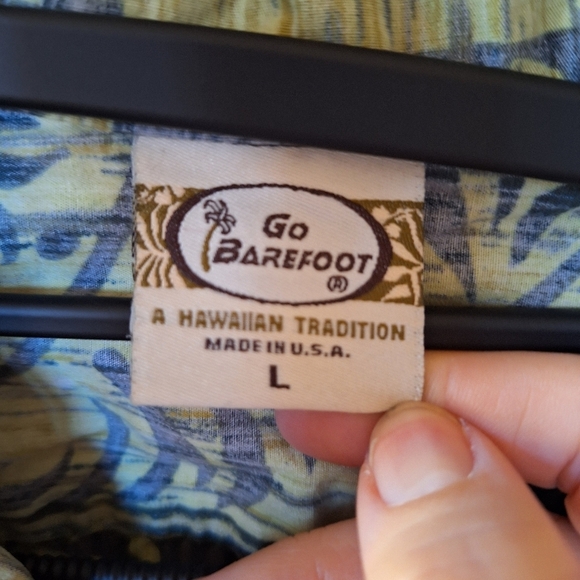 Go
BAREFOOT
®
A HAWAIIAN TRADITION
MADE IN U.S.A.
L